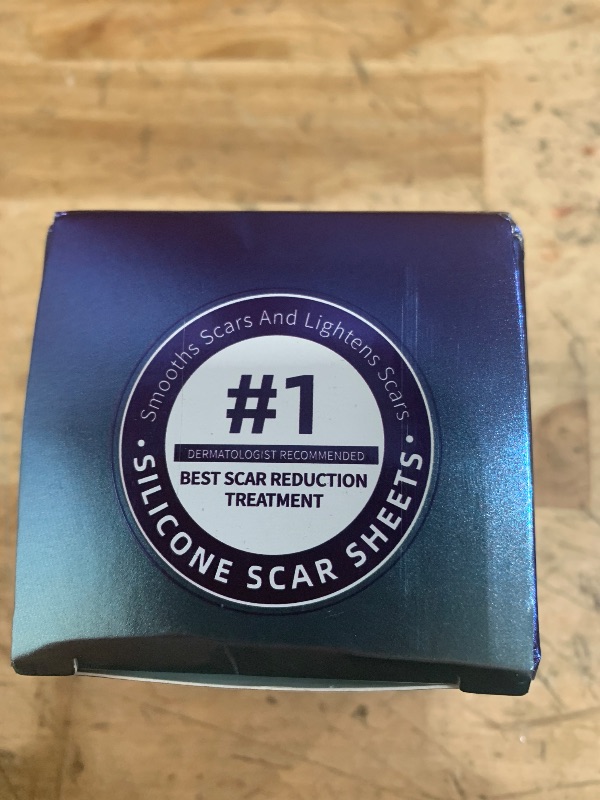 Smooths Scars And Lightens Scars
#1
DERMATOLOGIST RECOMMENDED
BEST SCAR REDUCTION
TREATMENT
• SILICONE SCAR SHEETS •